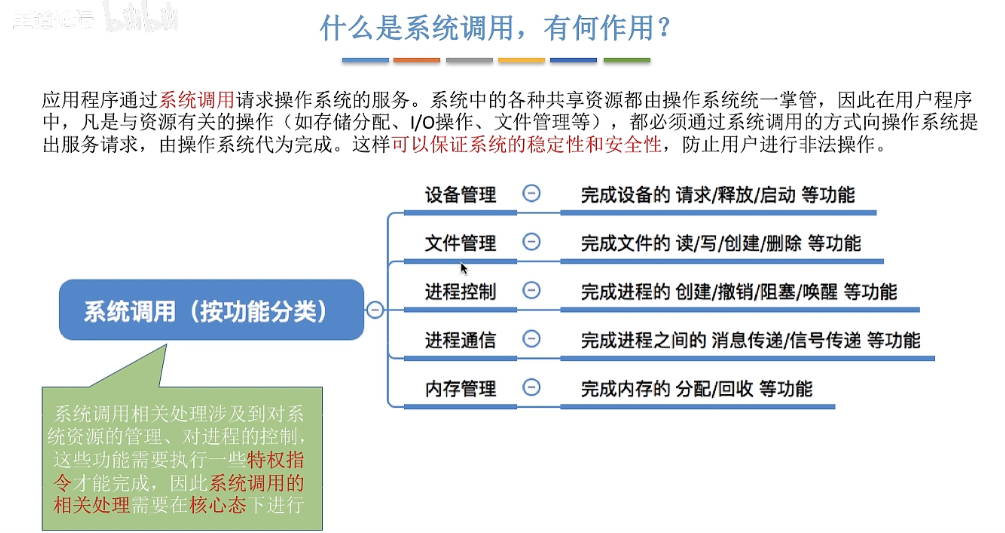 什么是系统调用，有何作用？
应用程序通过系统调用请求操作系统的服务。系统中的各种共享资源都由操作系统统一掌管，因此在用户程序
中，凡是与资源有关的操作（如存储分配、I/O操作、文件管理等），都必须通过系统调用的方式向操作系统提
出服务请求，由操作系统代为完成。这样可以保证系统的稳定性和安全性，防止用户进行非法操作。
设备管理 完成设备的 请求/释放/启动 等功能
文件管理 完成文件的 读/写/创建/删除 等功能
进程控制 完成进程的 创建/撤销/阻塞/唤醒 等功能
系统调用（按功能分类）
进程通信 完成进程之间的 消息传递/信号传递 等功能
内存管理 完成内存的 分配/回收 等功能
系统调用相关处理涉及到对系
统资源的管理、对进程的控制，
这些功能需要执行一些特权指
令才能完成，因此系统调用的
相关处理需要在核心态下进行